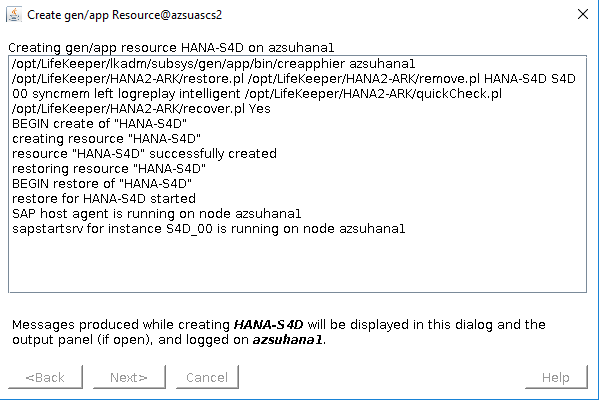 Create gen/app Resource@azsuascs2
Creating gen/app resource HANA-S4D on azsuhana1
/opt/LifeKeeper/lkadm/subsys/gen/app/bin/creapphier azsuhana1
/opt/LifeKeeper/HANA2-ARK/restore.pl /opt/LifeKeeper/HANA2-ARK/remove.pl HANA-S4D S4D
00 syncmem left logreplay intelligent /opt/LifeKeeper/HANA2-ARK/quickCheck.pl
/opt/LifeKeeper/HANA2-ARK/recover.pl Yes
BEGIN create of "HANA-S4D"
creating resource "HANA-S4D"
resource "HANA-S4D" successfully created
restoring resource "HANA-S4D"
BEGIN restore of "HANA-S4D"
restore for HANA-S4D started
SAP host agent is running on node azsuhana1
sapstartsrv for instance S4D_00 is running on node azsuhana1
Messages produced while creating HANA-S4D will be displayed in this dialog and the
output panel (if open), and logged on azsuhana1.
<Back Next> Cancel Help